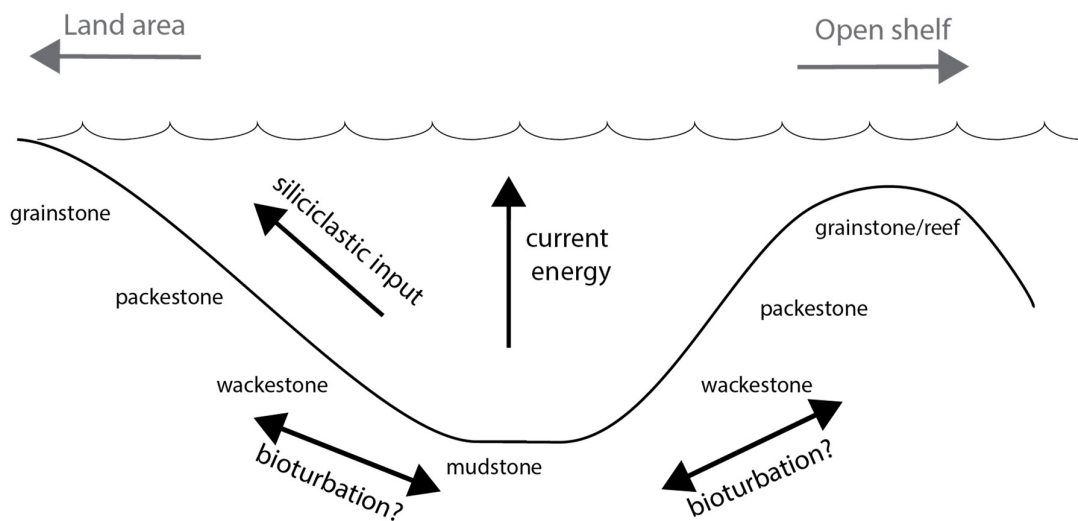 Land area
Open shelf
grainstone
siliciclastic input
current
energy
grainstone/reef
packestone
packestone
wackestone
wackestone
bioturbation?
mudstone
bioturbation?